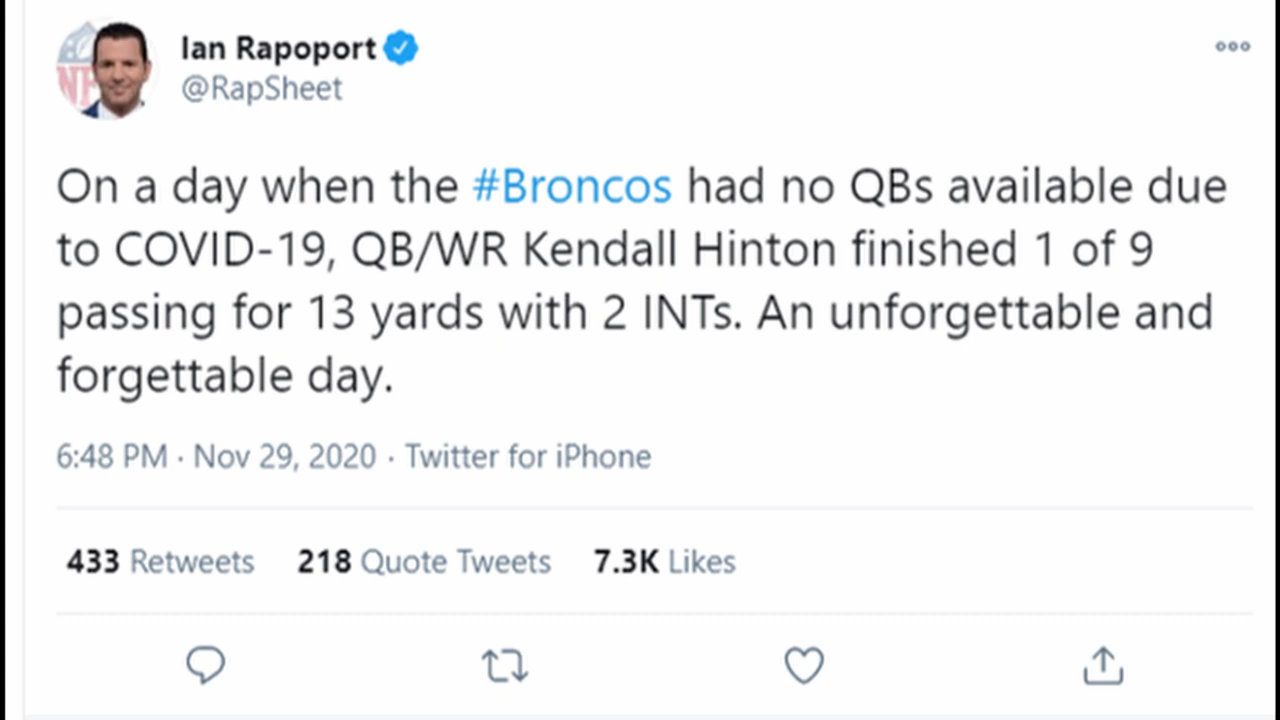 Ian Rapoport
@RapSheet
On a day when the #Broncos had no QBs available due
to COVID-19, QB/WR Kendall Hinton finished 1 of 9
passing for 13 yards with 2 INTs. An unforgettable and
forgettable day.
6:48 PM · Nov 29, 2020 · Twitter for iPhone
433 Retweets 218 Quote Tweets 7.3K Likes